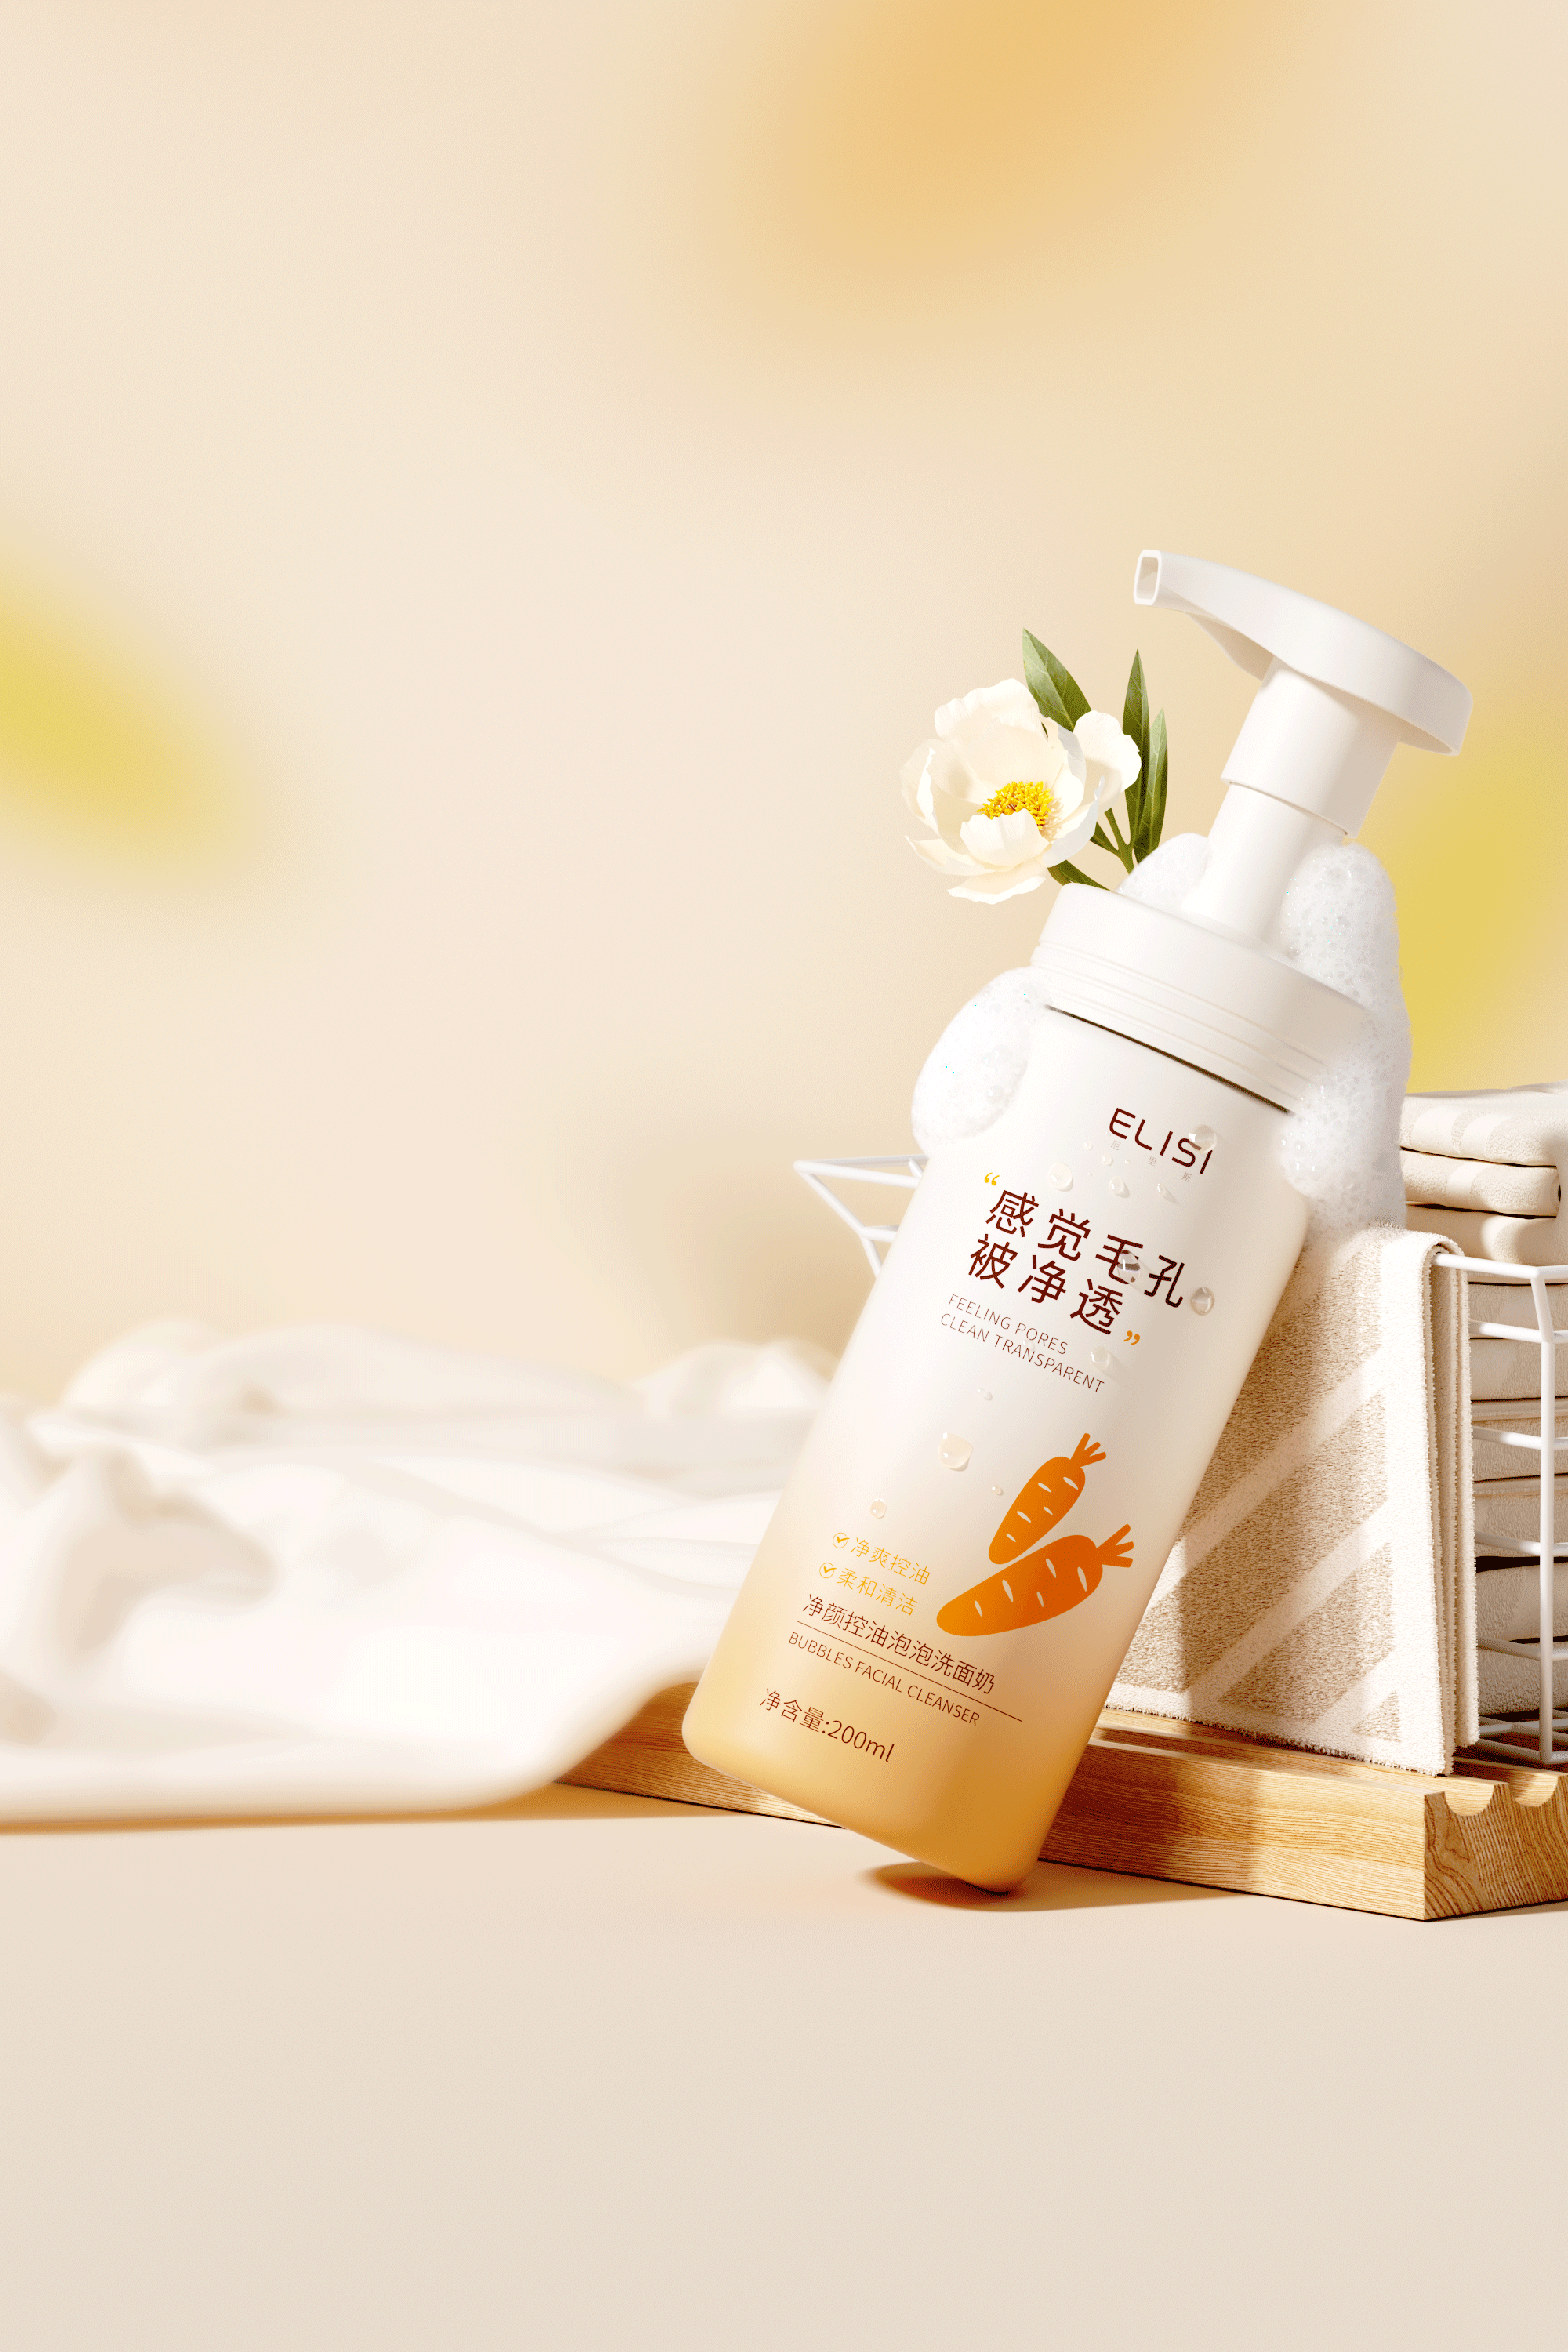 ELISI
“感觉毛孔
被净透”
FEELING PORES
CLEAN TRANSPARENT
净爽控油
柔和清洁
净颜控油泡泡洗面奶
BUBBLES FACIAL CLEANSER
净含量:200ml